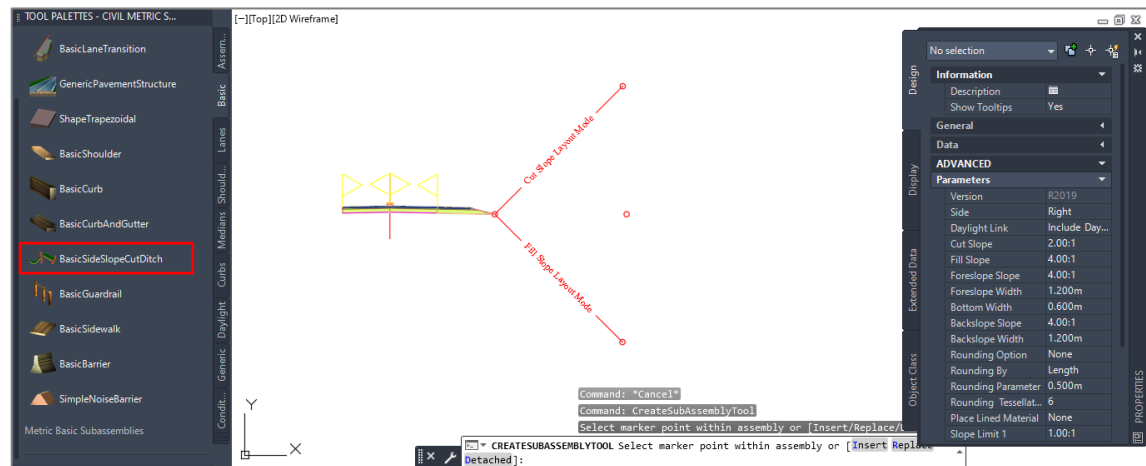 TOOL PALETTES - CIVIL METRIC S...
BasicLaneTransition
GenericPavementStructure
ShapeTrapezoidal
BasicShoulder
BasicCurb
BasicCurbAndGutter
BasicSideSlopeCutDitch
BasicGuardrail
BasicSidewalk
BasicBarrier
SimpleNoiseBarrier
Metric Basic Subassemblies
Assem...
Basic
Lanes
Should...
Medians
Curbs
Daylight
Generic
Condit...
[−][Top][2D Wireframe]
Cut Slope Layout Mode
Fill Slope Layout Mode
Y
X
Command: *Cancel*
Command: CreateSubAssemblyTool
Select marker point within assembly or [Insert/Replace/
CREATESUBASSEMBLYTOOL Select marker point within assembly or [Insert Replace
Detached]:
Design
Display
Extended Data
Object Class
No selection
Information
Description
Show Tooltips Yes
General
Data
ADVANCED
Parameters
Version R2019
Side Right
Daylight Link Include Day...
Cut Slope 2.00:1
Fill Slope 4.00:1
Foreslope Slope 4.00:1
Foreslope Width 1.200m
Bottom Width 0.600m
Backslope Slope 4.00:1
Backslope Width 1.200m
Rounding Option None
Rounding By Length
Rounding Parameter 0.500m
Rounding Tessellat... 6
Place Lined Material None
Slope Limit 1 1.00:1
PROPERTIES